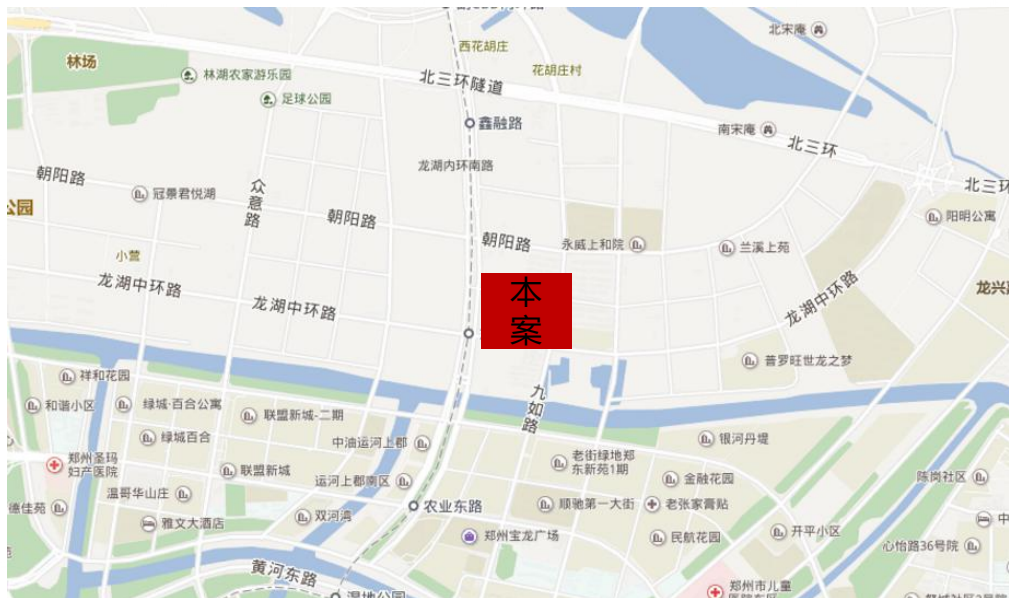 北宋庵
西花胡庄
林场
花胡庄村
林湖农家游乐园
北三环隧道
足球公园
鑫融路
南宋庵
北三环
龙湖内环南路
朝阳路
众意路
冠景君悦湖
北三环
公园
朝阳路
阳明公寓
朝阳路
永威上和院
兰溪上苑
小营
龙湖中环路
本
案
龙湖中环路
龙兴
龙湖中环路
普罗旺世龙之梦
祥和花园
九如路
和谐小区
绿城·百合公寓
联盟新城-二期
绿城百合
中油运河上郡
银河丹堤
老街绿地郑
东新苑1期
郑州圣玛
妇产医院
联盟新城
运河上郡南区
金融花园
陈岗社区
温哥华山庄
德佳苑
农业东路
顺驰第一大街
老张家膏贴
雅文大酒店
双河湾
中
郑州宝龙广场
民航花园
开平小区
心怡路36号院
苑
黄河东路
郑州市儿童
湿地公园